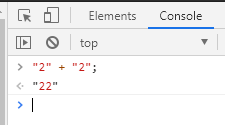 Elements Console
top
> "2" + "2";
"22"
>